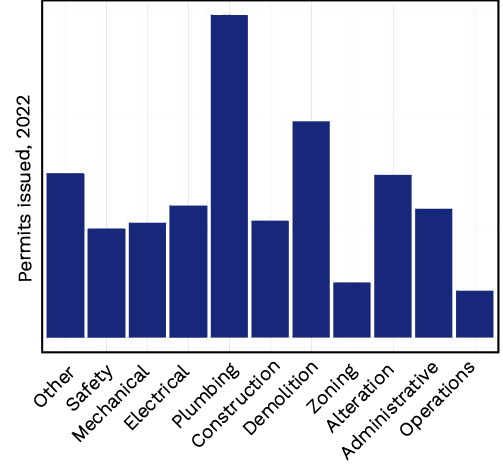 Permits issued, 2022
Other
Safety
Mechanical
Electrical
Plumbing
Construction
Demolition
Zoning
Alteration
Administrative
Operations